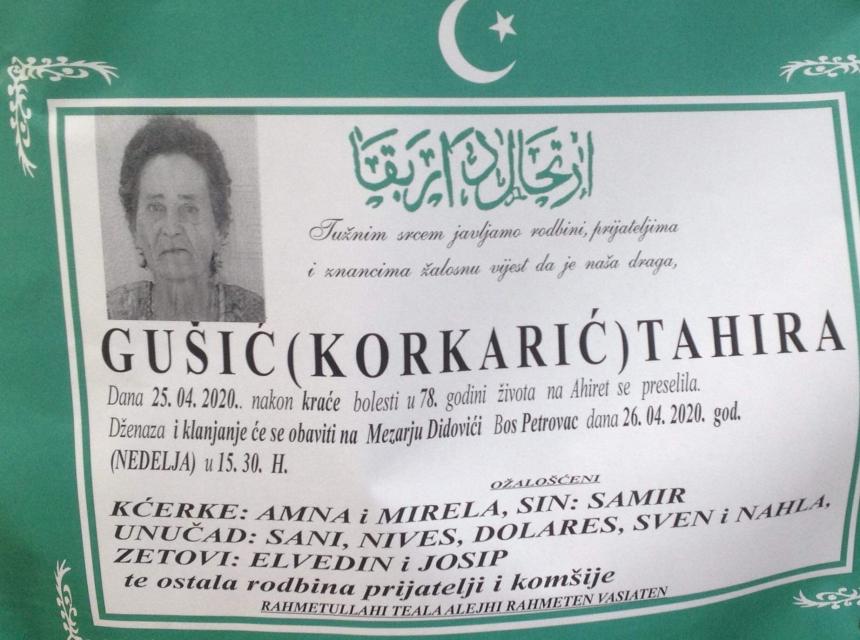 ارتحال دار بقا
Tužnim srcem javljamo rodbini, prijateljima
i znancima žalosnu vijest da je naša draga,
GUŠIĆ(KORKARIĆ)TAHIRA
Dana 25. 04. 2020.. nakon kraće bolesti u 78. godini života na Ahiret se preselila.
Dženaza i klanjanje će se obaviti na Mezarju Didovići Bos Petrovac dana 26. 04. 2020. god.
(NEDELJA) u 15. 30. H.
OŽALOŠĆENI
KĆERKE: AMNA i MIRELA, SIN: SAMIR
UNUČAD: SANI, NIVES, DOLARES, SVEN i NAHLA,
ZETOVI: ELVEDIN i JOSIP
te ostala rodbina prijatelji i komšije
RAHMETULLAHI TEALA ALEJHI RAHMETEN VASIATEN